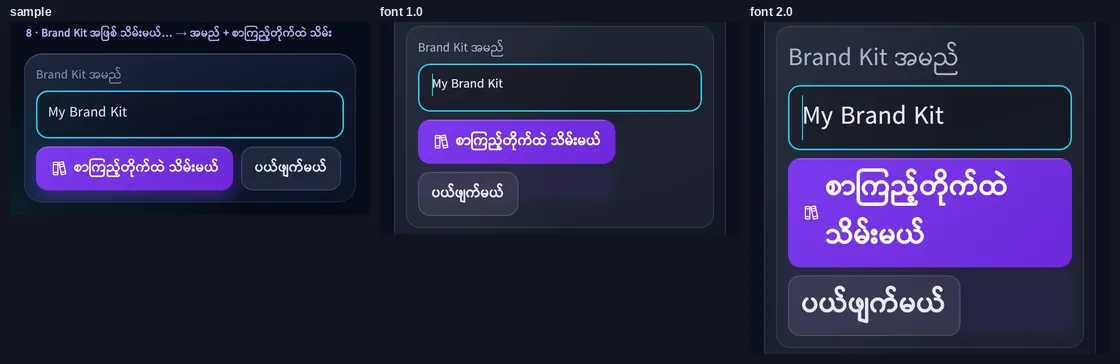 sample
8 · Brand Kit အဖြစ် သိမ်းမယ်… → အမည် + စာကြည့်တိုက်ထဲ သိမ်း
Brand Kit အမည်
My Brand Kit
စာကြည့်တိုက်ထဲ သိမ်းမယ်
ပယ်ဖျက်မယ်
font 1.0
Brand Kit အမည်
My Brand Kit
စာကြည့်တိုက်ထဲ သိမ်းမယ်
ပယ်ဖျက်မယ်
font 2.0
Brand Kit အမည်
My Brand Kit
စာကြည့်တိုက်ထဲ
သိမ်းမယ်
ပယ်ဖျက်မယ်